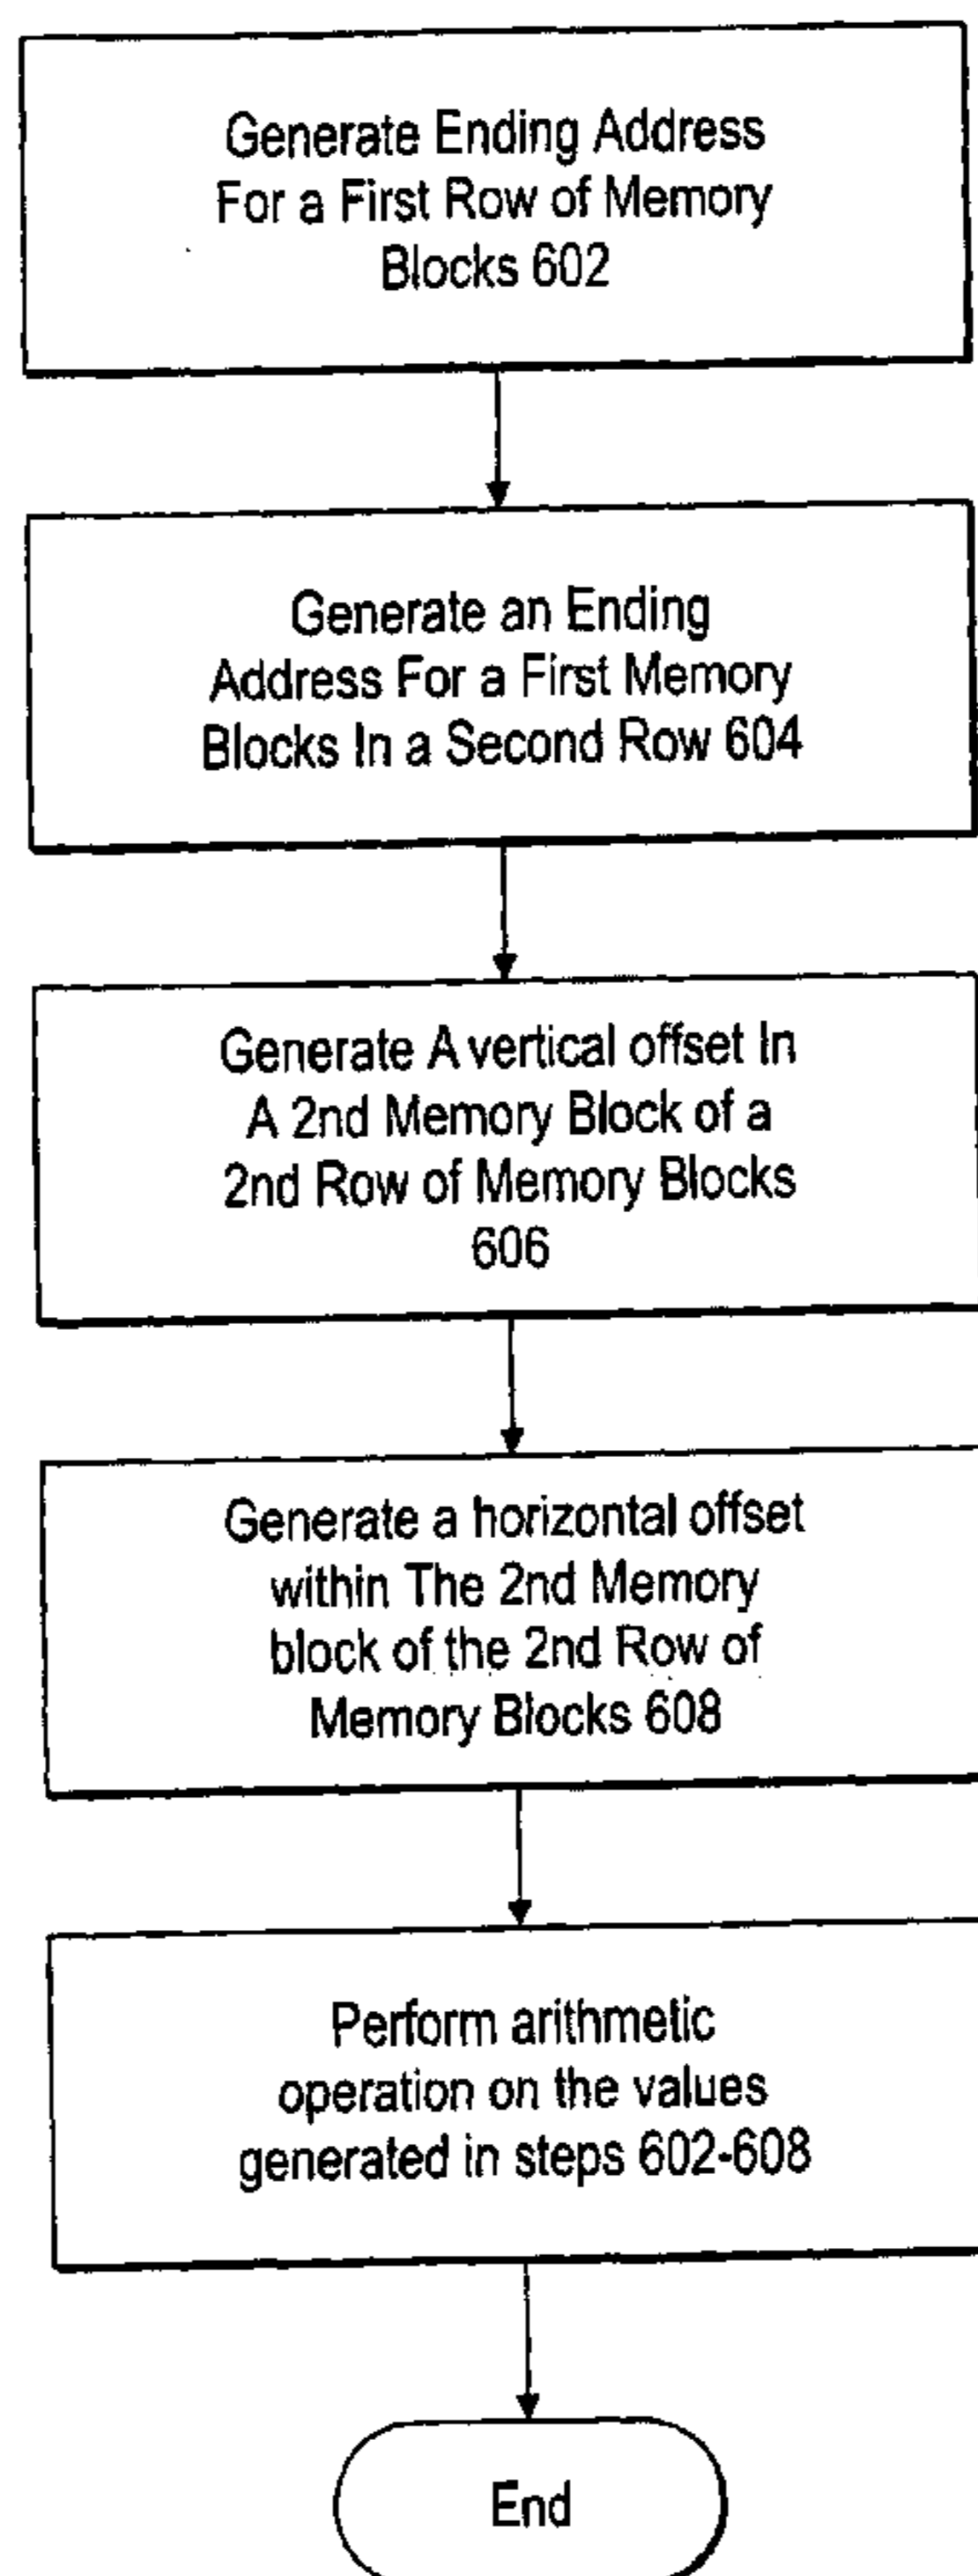 Generate Ending Address
For a First Row of Memory
Blocks 602
Generate an Ending
Address For a First Memory
Blocks In a Second Row 604
Generate A vertical offset In
A 2nd Memory Block of a
2nd Row of Memory Blocks
606
Generate a horizontal offset
within The 2nd Memory
block of the 2nd Row of
Memory Blocks 608
Perform arithmetic
operation on the values
generated in steps 602-608
End